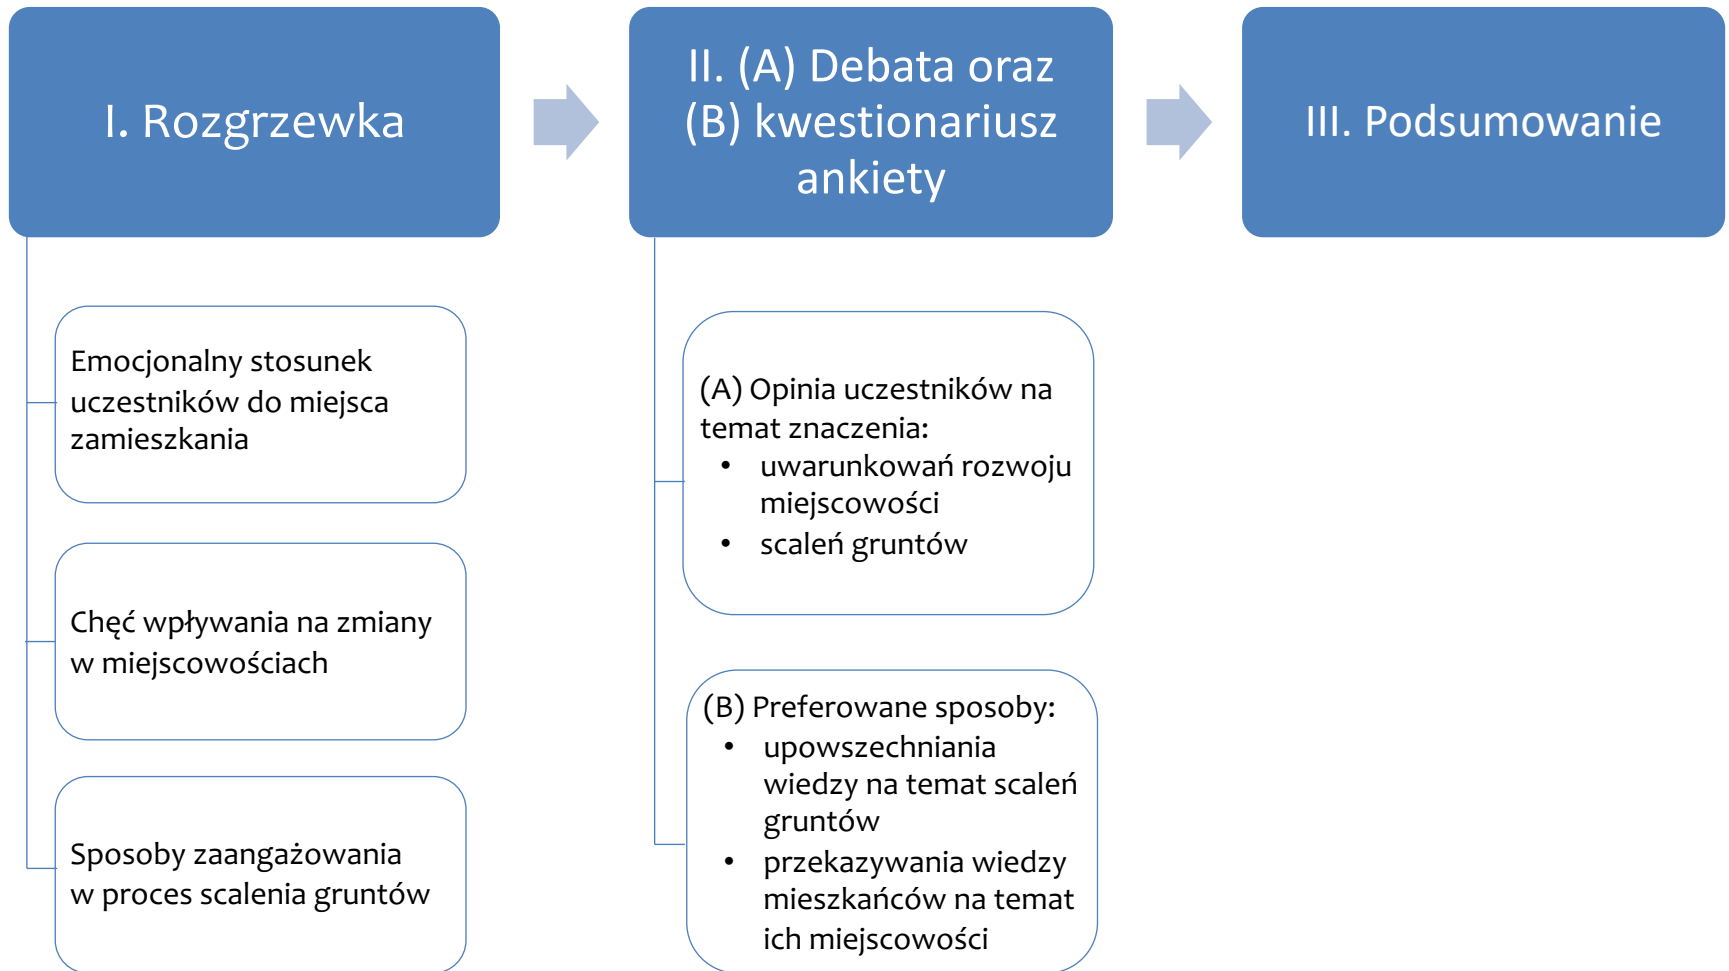 I. Rozgrzewka
II. (A) Debata oraz
(B) kwestionariusz
ankiety
III. Podsumowanie
Emocjonalny stosunek
uczestników do miejsca
zamieszkania
Chęć wpływania na zmiany
w miejscowościach
Sposoby zaangażowania
w proces scalenia gruntów
(A) Opinia uczestników na
temat znaczenia:
• uwarunkowań rozwoju
miejscowości
• scaleń gruntów
(B) Preferowane sposoby:
• upowszechniania
wiedzy na temat scaleń
gruntów
• przekazywania wiedzy
mieszkańców na temat
ich miejscowości